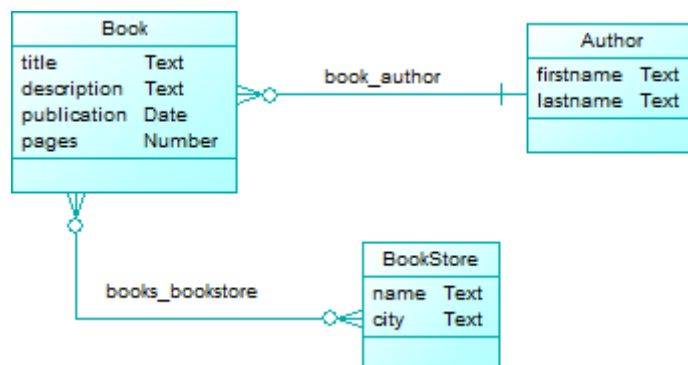 Book
title Text
description Text
publication Date
pages Number
book_author
Author
firstname Text
lastname Text
books_bookstore
BookStore
name Text
city Text